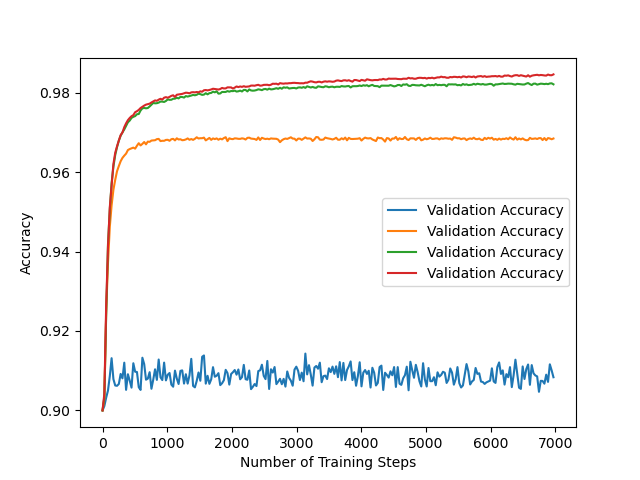 0.98
0.96
0.94
0.92
0.90
Accuracy
Validation Accuracy
Validation Accuracy
Validation Accuracy
Validation Accuracy
0 1000 2000 3000 4000 5000 6000 7000
Number of Training Steps